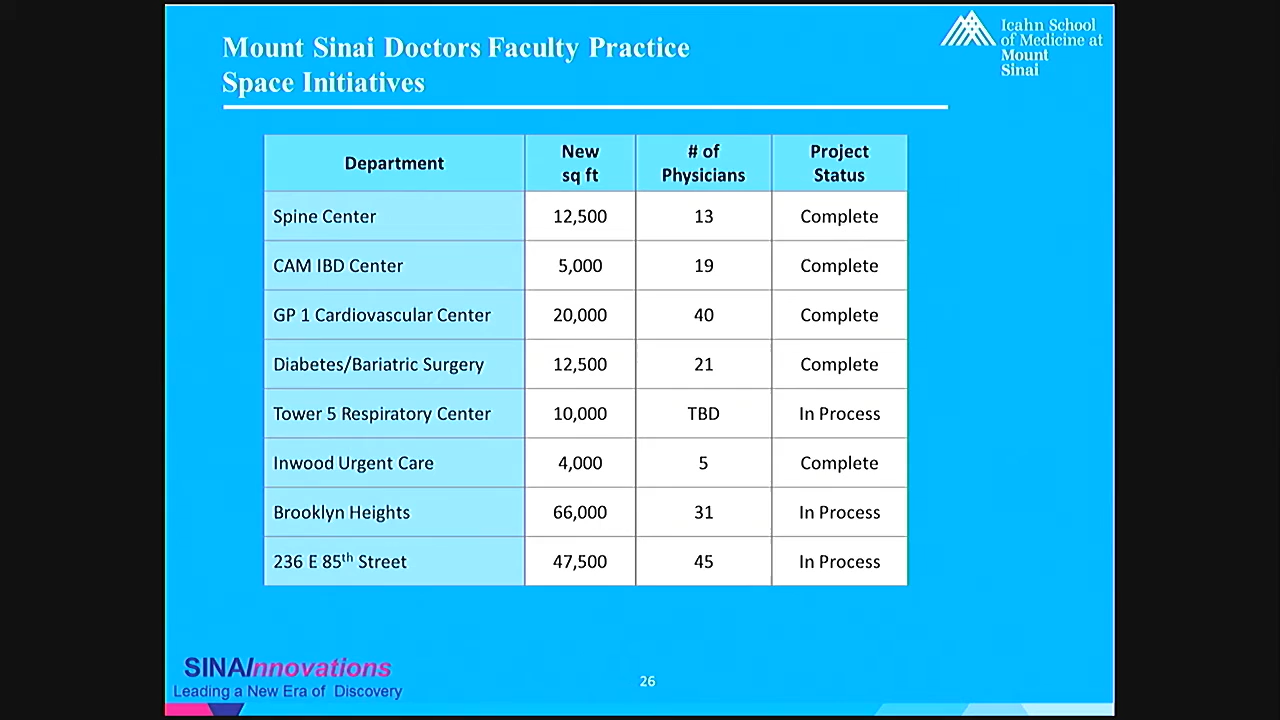 Mount Sinai Doctors Faculty Practice
Space Initiatives
Icahn School
of Medicine at
Mount
Sinai
Department New sq ft # of Physicians Project Status
Spine Center 12,500 13 Complete
CAM IBD Center 5,000 19 Complete
GP 1 Cardiovascular Center 20,000 40 Complete
Diabetes/Bariatric Surgery 12,500 21 Complete
Tower 5 Respiratory Center 10,000 TBD In Process
Inwood Urgent Care 4,000 5 Complete
Brooklyn Heights 66,000 31 In Process
236 E 85th Street 47,500 45 In Process
SINAInnovations
Leading a New Era of Discovery
26